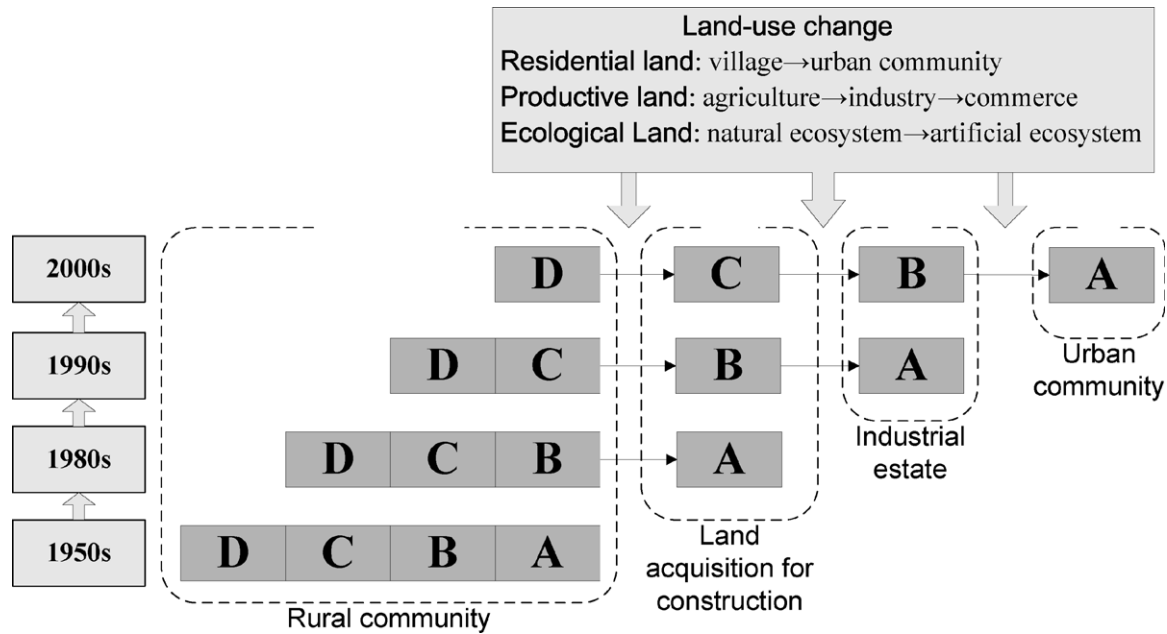 Land-use change
Residential land: village→urban community
Productive land: agriculture→industry→commerce
Ecological Land: natural ecosystem→artificial ecosystem
2000s
D
C
B
A
Urban
community
1990s
D
C
B
A
Industrial
estate
1980s
D
C
B
A
Land
acquisition for
construction
1950s
D
C
B
A
Rural community